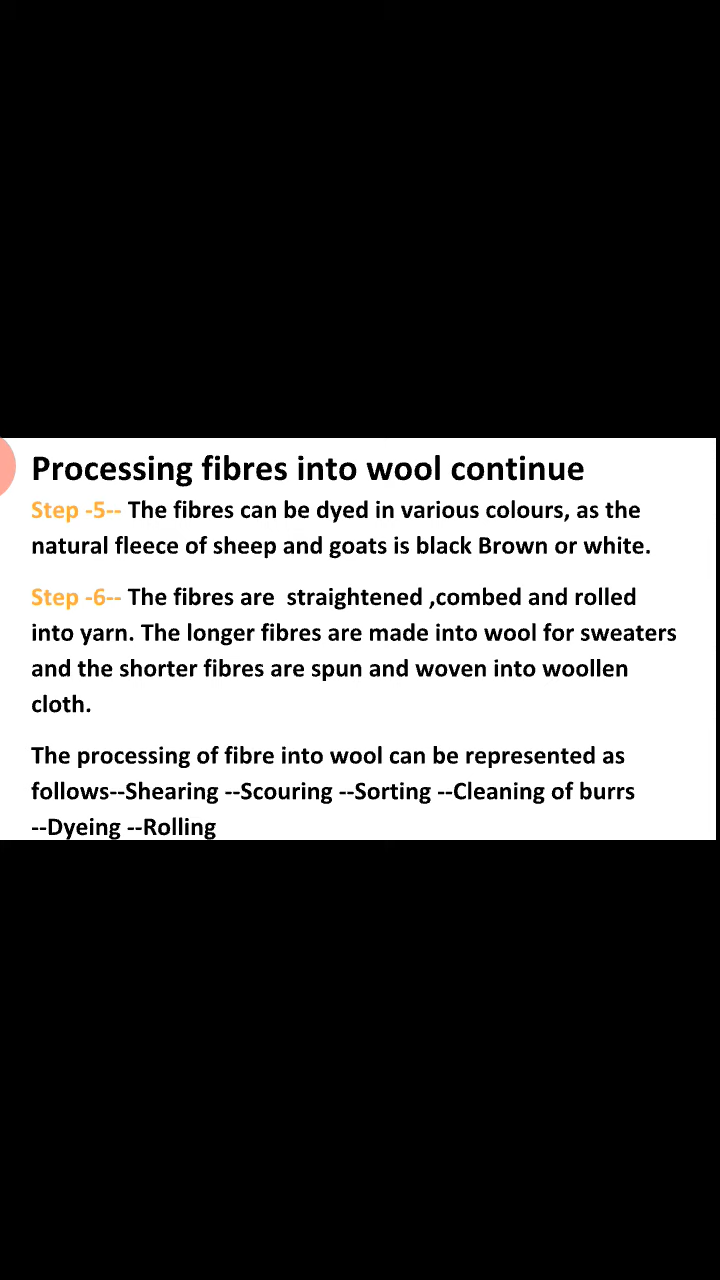 Processing fibres into wool continue
Step -5-- The fibres can be dyed in various colours, as the
natural fleece of sheep and goats is black Brown or white.
Step -6-- The fibres are  straightened ,combed and rolled
into yarn. The longer fibres are made into wool for sweaters
and the shorter fibres are spun and woven into woollen
cloth.
The processing of fibre into wool can be represented as
follows--Shearing --Scouring --Sorting --Cleaning of burrs
--Dyeing --Rolling